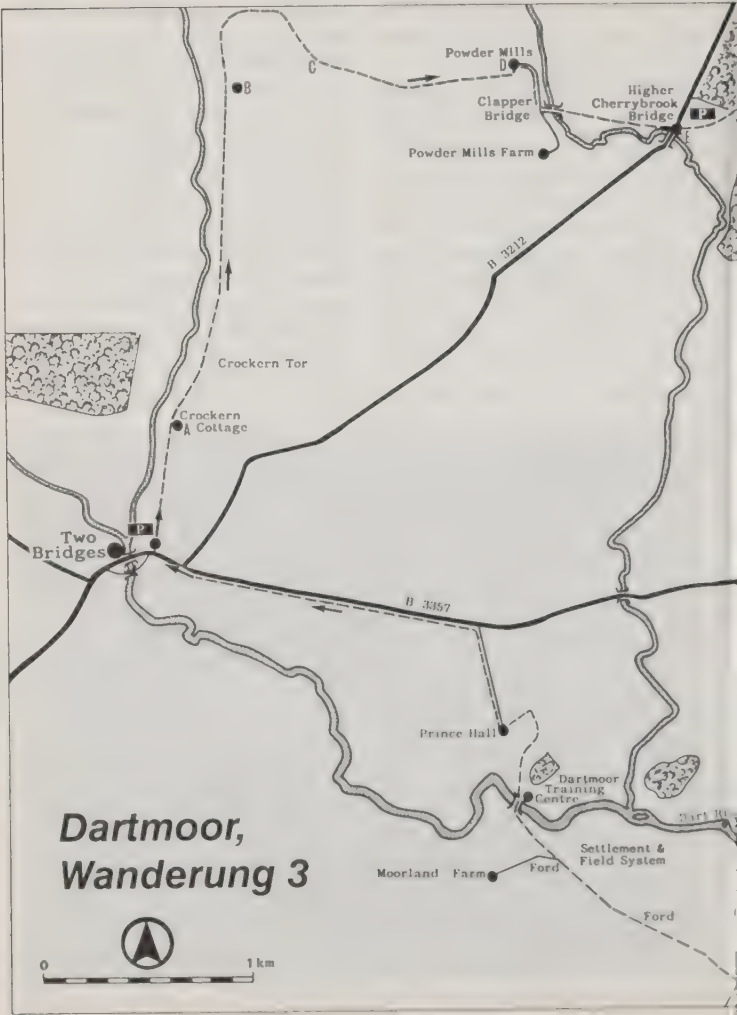 Powder Mills
D
C
B
Clapper
Bridge
Higher
Cherrybrook
Bridge
P
E
Powder Mills Farm
B 3212
Crockern Tor
Crockern
A Cottage
P
Two
Bridges
B 3357
Prince Hall
Dartmoor
Training
Centre
Settlement &
Field System
Moorland Farm
Ford
Ford
Dartmoor,
Wanderung 3
0 1 km